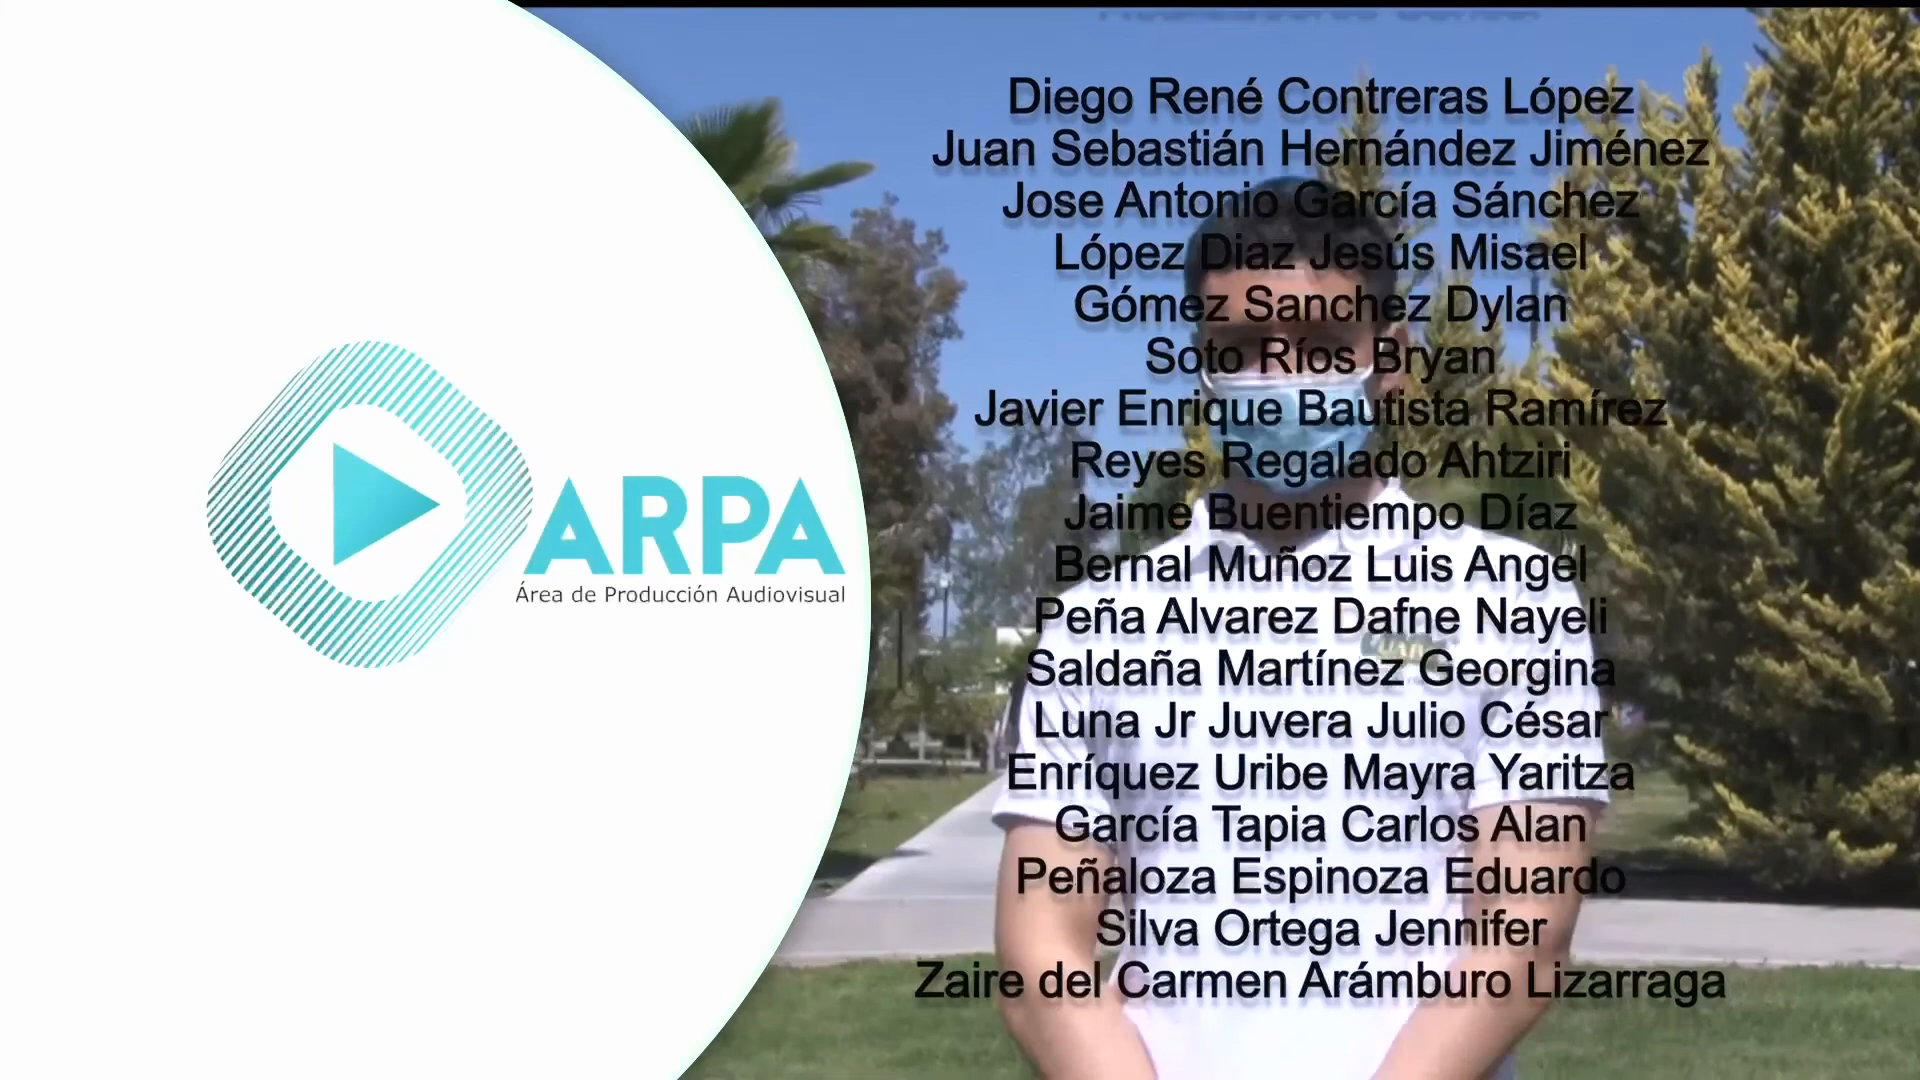 ARPA
Área de Producción Audiovisual
Diego René Contreras López
Juan Sebastián Hernández Jiménez
Jose Antonio García Sánchez
López Diaz Jesús Misael
Gómez Sanchez Dylan
Soto Ríos Bryan
Javier Enrique Bautista Ramírez
Reyes Regalado Ahtziri
Jaime Buentiempo Díaz
Bernal Muñoz Luis Angel
Peña Alvarez Dafne Nayeli
Saldaña Martínez Georgina
Luna Jr Juvera Julio César
Enríquez Uribe Mayra Yaritza
García Tapia Carlos Alan
Peñaloza Espinoza Eduardo
Silva Ortega Jennifer
Zaire del Carmen Arámburo Lizarraga